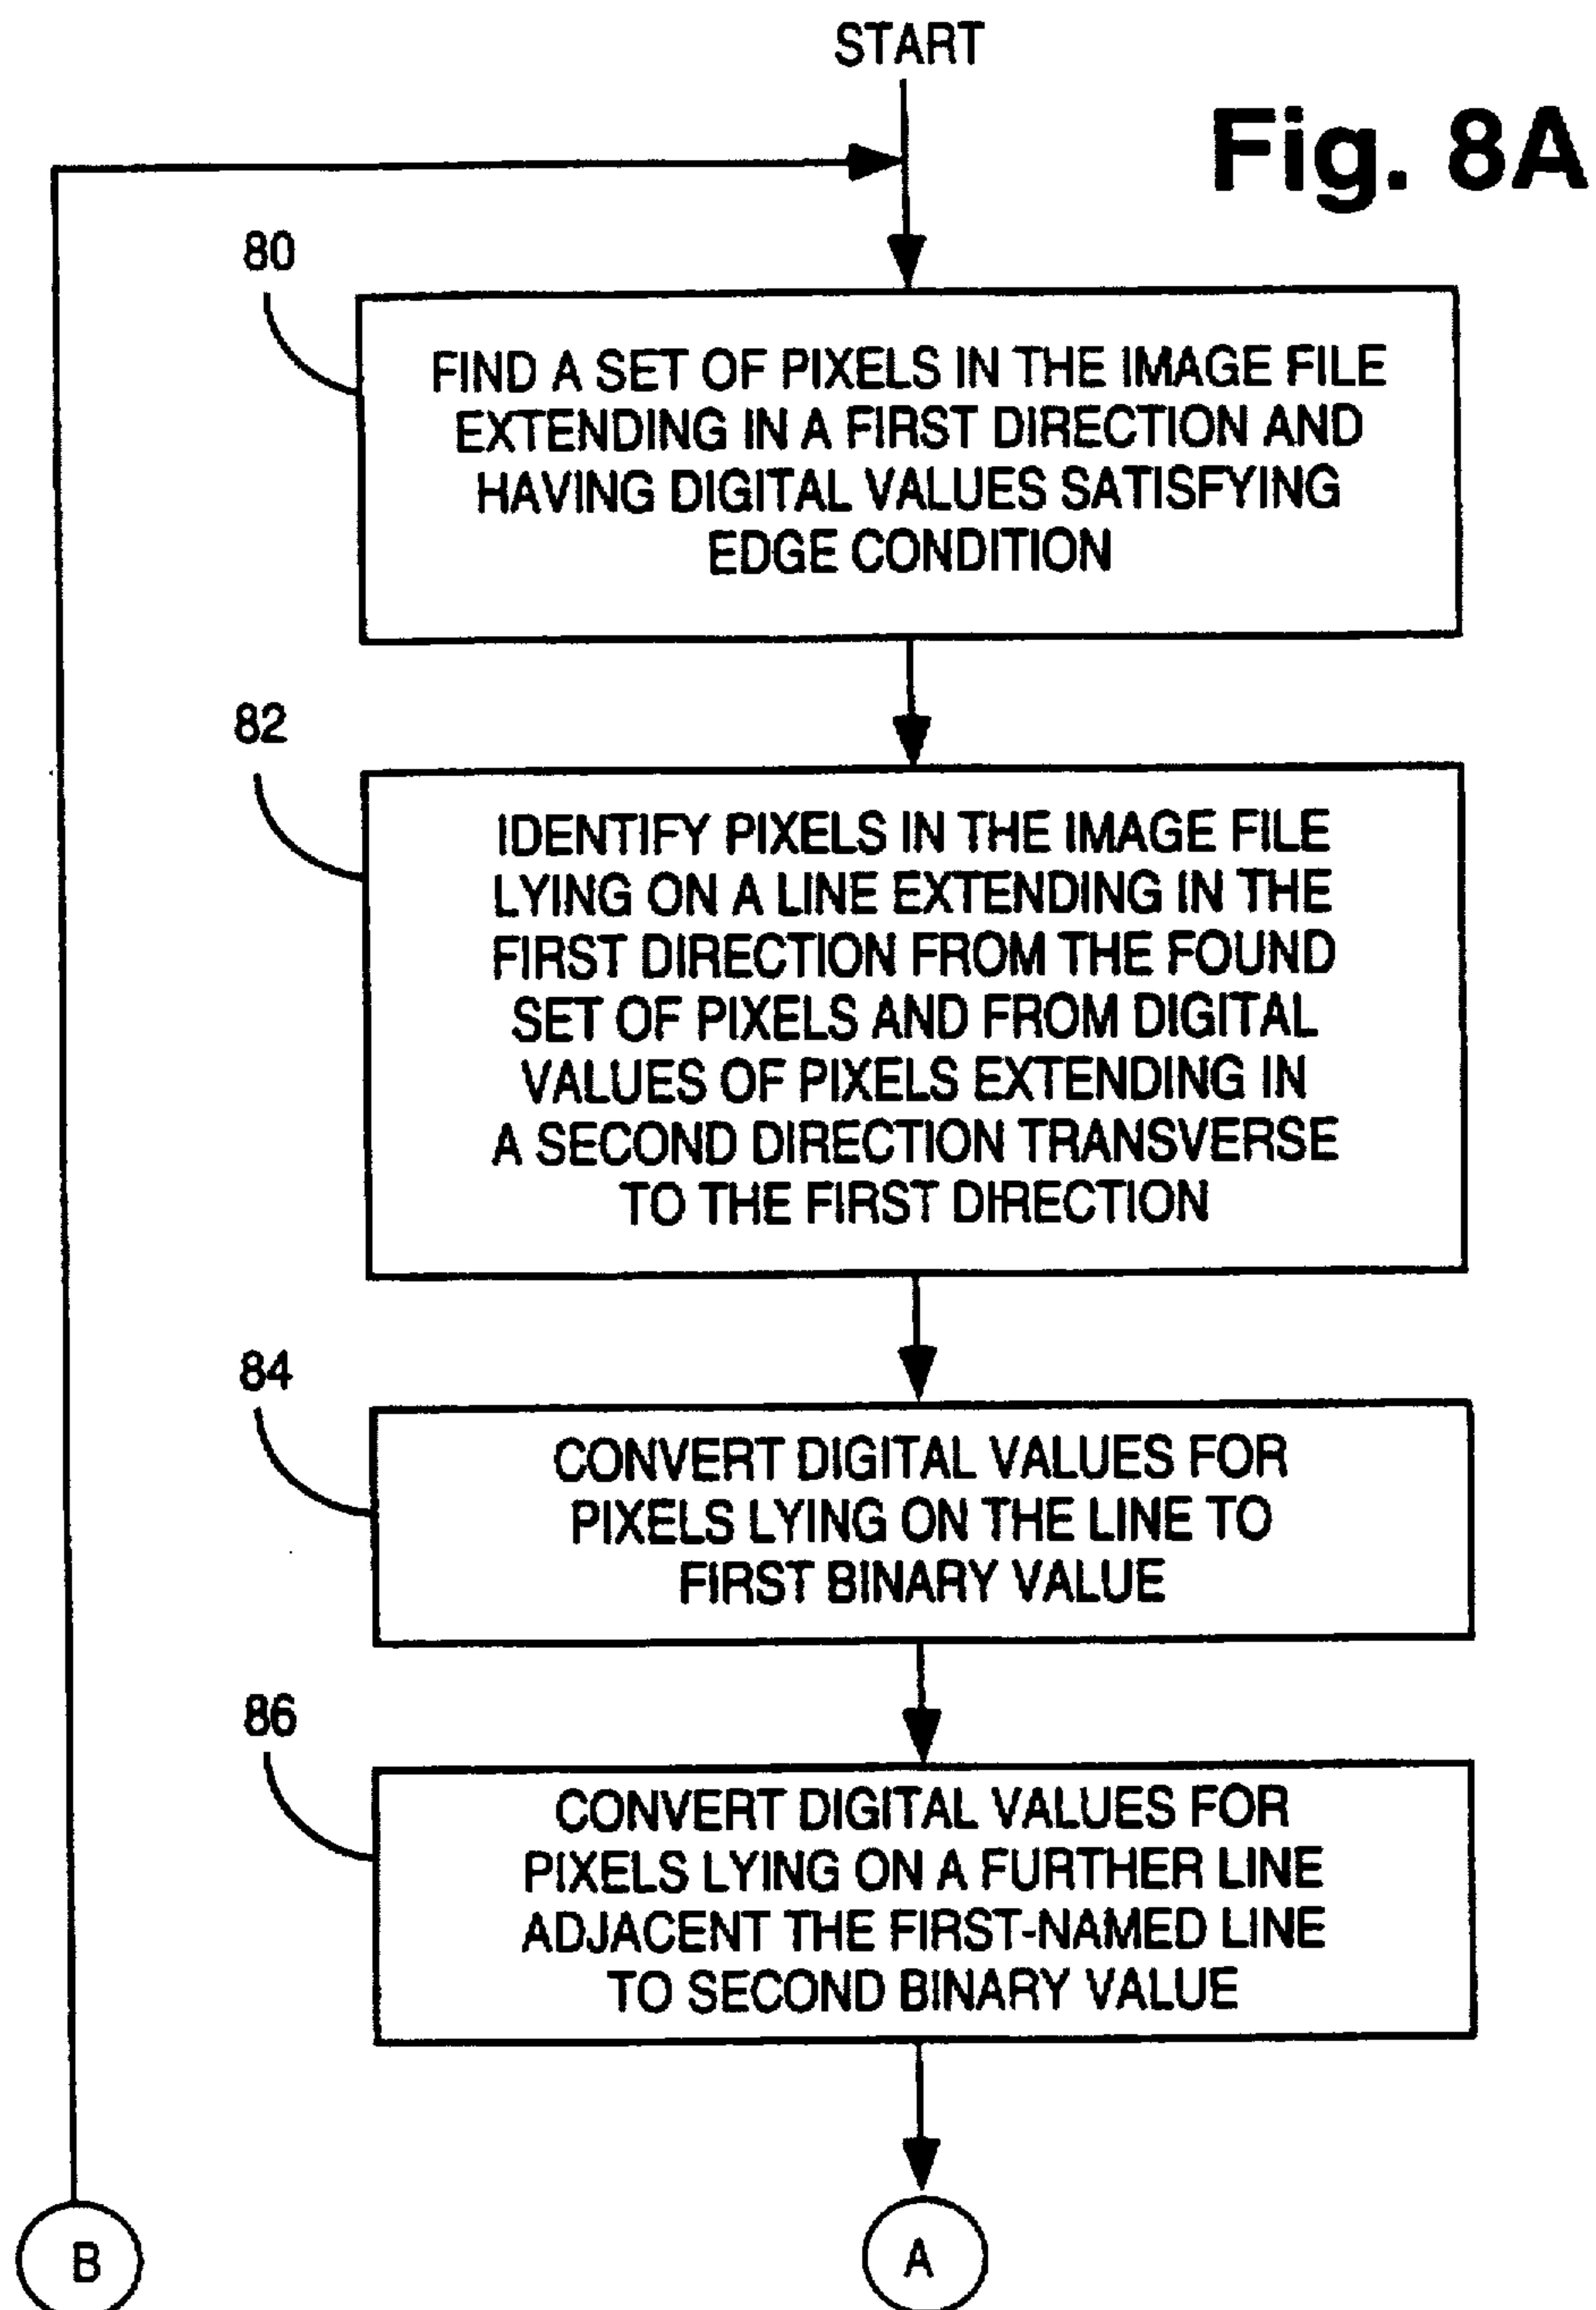 START
Fig. 8A
80
FIND A SET OF PIXELS IN THE IMAGE FILE
EXTENDING IN A FIRST DIRECTION AND
HAVING DIGITAL VALUES SATISFYING
EDGE CONDITION
82
IDENTIFY PIXELS IN THE IMAGE FILE
LYING ON A LINE EXTENDING IN THE
FIRST DIRECTION FROM THE FOUND
SET OF PIXELS AND FROM DIGITAL
VALUES OF PIXELS EXTENDING IN
A SECOND DIRECTION TRANSVERSE
TO THE FIRST DIRECTION
84
CONVERT DIGITAL VALUES FOR
PIXELS LYING ON THE LINE TO
FIRST BINARY VALUE
86
CONVERT DIGITAL VALUES FOR
PIXELS LYING ON A FURTHER LINE
ADJACENT THE FIRST-NAMED LINE
TO SECOND BINARY VALUE
B
A